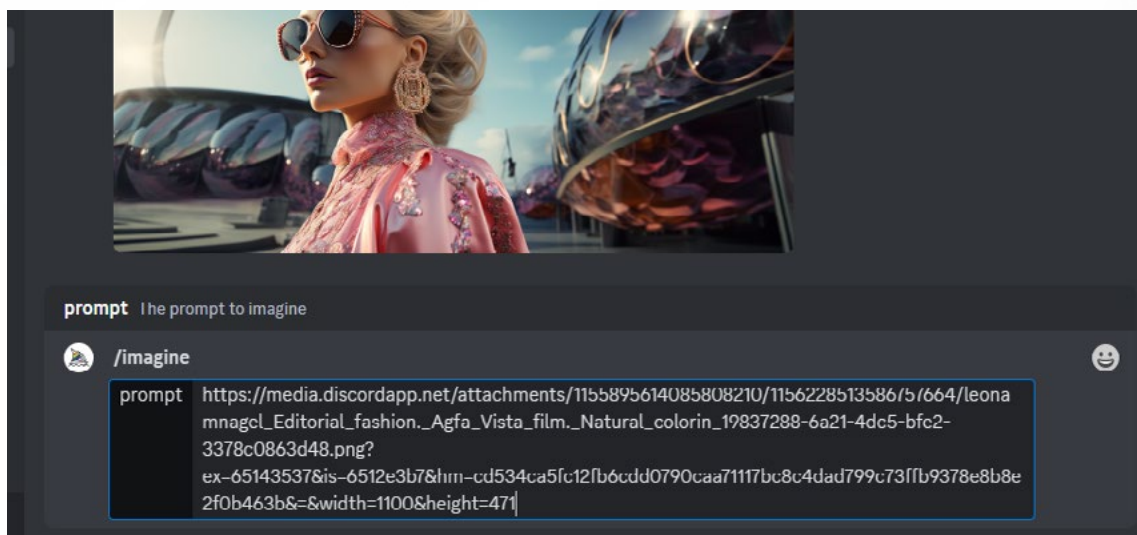 prompt The prompt to imagine
/imagine
prompt https://media.discordapp.net/attachments/1155895614085808210/1156228513586757664/leona
mnagcl_Editorial_fashion._Agfa_Vista_film._Natural_colorin_19837288-6a21-4dc5-bfc2-
3378c0863d48.png?
ex=65143537&is=6512e3b7&hm=cd534ca5fc12fb6cdd0790caa71117bc8c4dad799c73ffb9378e8b8e
2f0b463b&=&width=1100&height=471